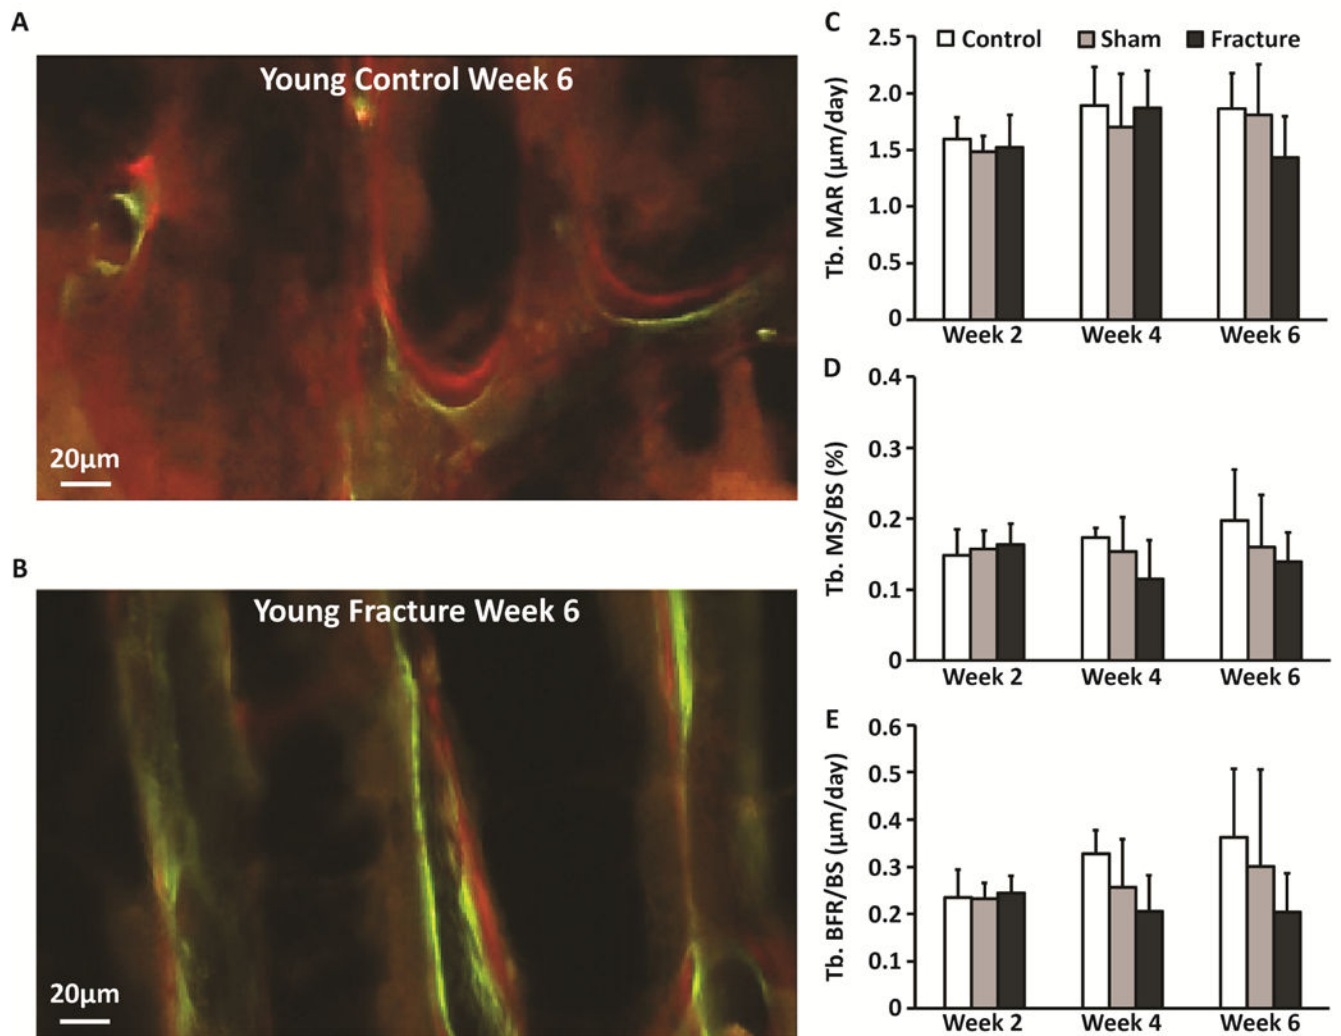 A
Young Control Week 6
20µm
B
Young Fracture Week 6
20µm
C
Control Sham Fracture
Tb. MAR (µm/day)
2.5
2.0
1.5
1.0
0.5
0
Week 2 Week 4 Week 6
D
Tb. MS/BS (%)
0.4
0.3
0.2
0.1
0
Week 2 Week 4 Week 6
E
Tb. BFR/BS (µm/day)
0.6
0.5
0.4
0.3
0.2
0.1
0
Week 2 Week 4 Week 6